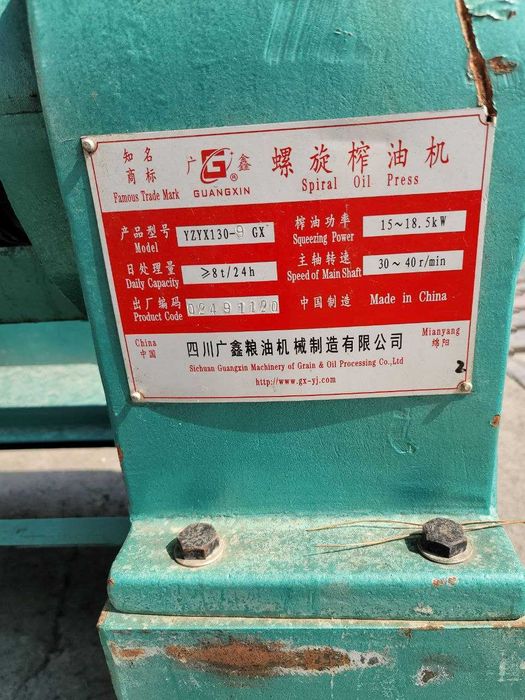 知名 广 鑫 ® 螺旋榨油机
商标
Famous Trade Mark GUANGXIN Spiral Oil Press
产品型号 YZYX130-9 GX 榨油功率 15～18.5kW
Model Squeezing Power
日处理量 ≥8t/24h 主轴转速 30～40r/min
Daily Capacity Speed of Main Shaft
出厂编码 02491120 中国制造 Made in China
Product Code
China 四川广鑫粮油机械制造有限公司 Mianyang
中国 Sichuan Guangxin Machinery of Grain & Oil Processing Co.,Ltd 绵阳
http://www.gx-yj.com